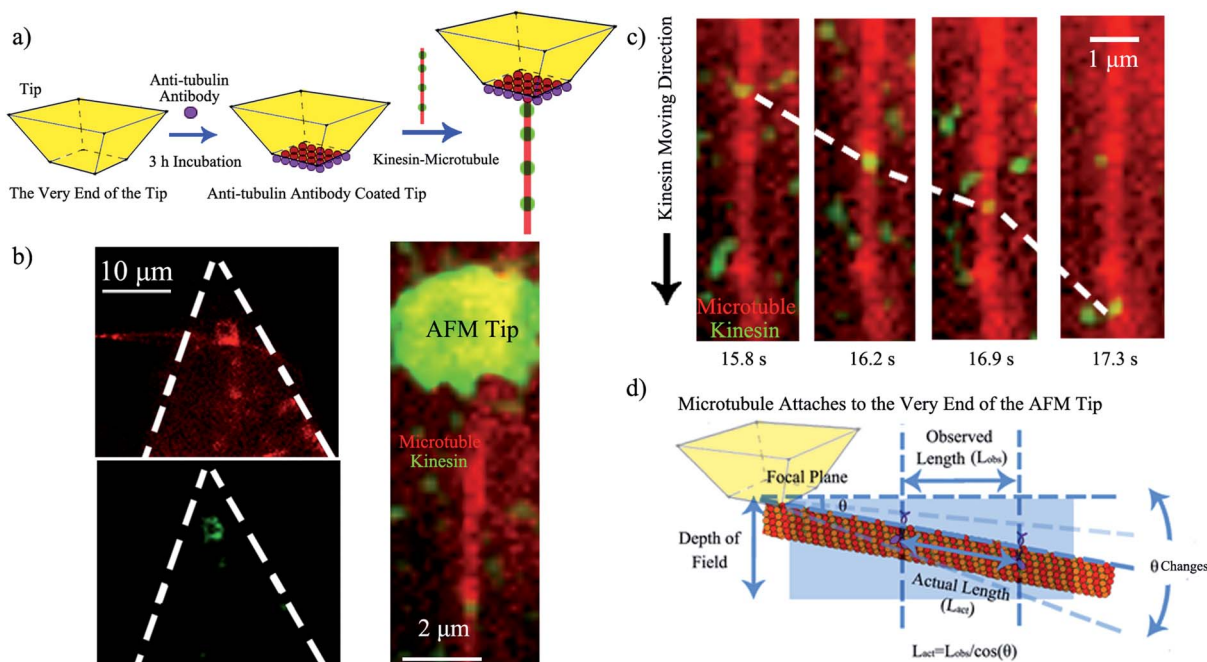 a)
Tip
Anti-tubulin
Antibody
3 h Incubation
Kinesin-Microtubule
The Very End of the Tip
Anti-tubulin Antibody Coated Tip
b)
10 μm
AFM Tip
Microtuble
Kinesin
2 μm
c)
Kinesin Moving Direction
1 μm
Microtuble
Kinesin
15.8 s
16.2 s
16.9 s
17.3 s
d)
Microtubule Attaches to the Very End of the AFM Tip
Observed
Length (Lobs)
Focal Plane
θ
Depth of
Field
Actual Length
(Lact)
θ Changes
Lact=Lobs/cos(θ)